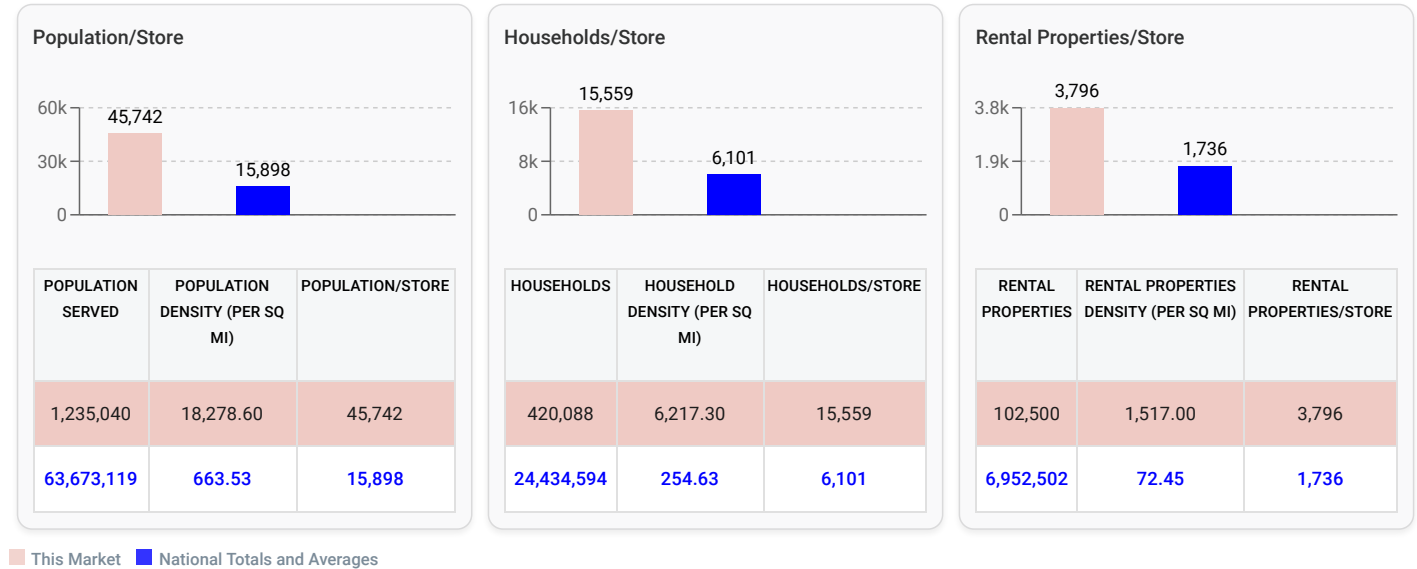 Population/Store
60k
45,742
30k
15,898
0
POPULATION SERVED
POPULATION DENSITY (PER SQ MI)
POPULATION/STORE
1,235,040
18,278.60
45,742
63,673,119
663.53
15,898
Households/Store
16k
15,559
8k
6,101
0
HOUSEHOLDS
HOUSEHOLD DENSITY (PER SQ MI)
HOUSEHOLDS/STORE
420,088
6,217.30
15,559
24,434,594
254.63
6,101
Rental Properties/Store
3.8k
3,796
1.9k
1,736
0
RENTAL PROPERTIES
RENTAL PROPERTIES DENSITY (PER SQ MI)
RENTAL PROPERTIES/STORE
102,500
1,517.00
3,796
6,952,502
72.45
1,736
This Market
National Totals and Averages